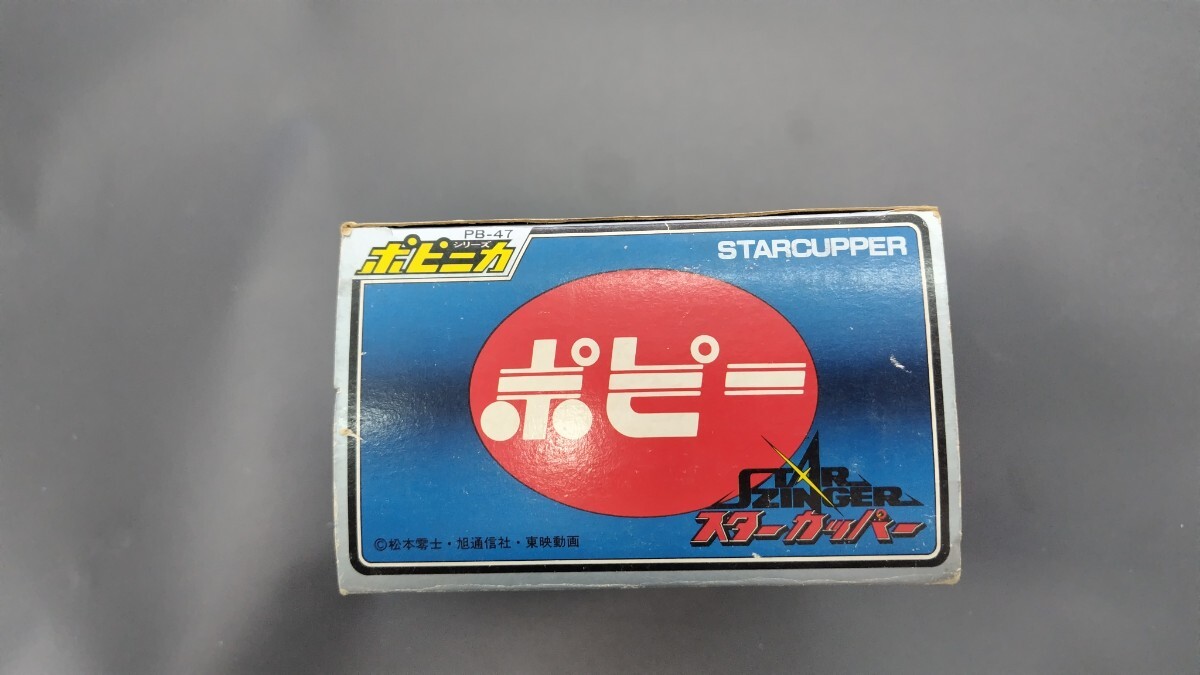 PB-47
シリーズ
ポピニカ
STARCUPPER
ポピー
STAR
ZINGER
スターカッパー
©松本零士・旭通信社・東映動画